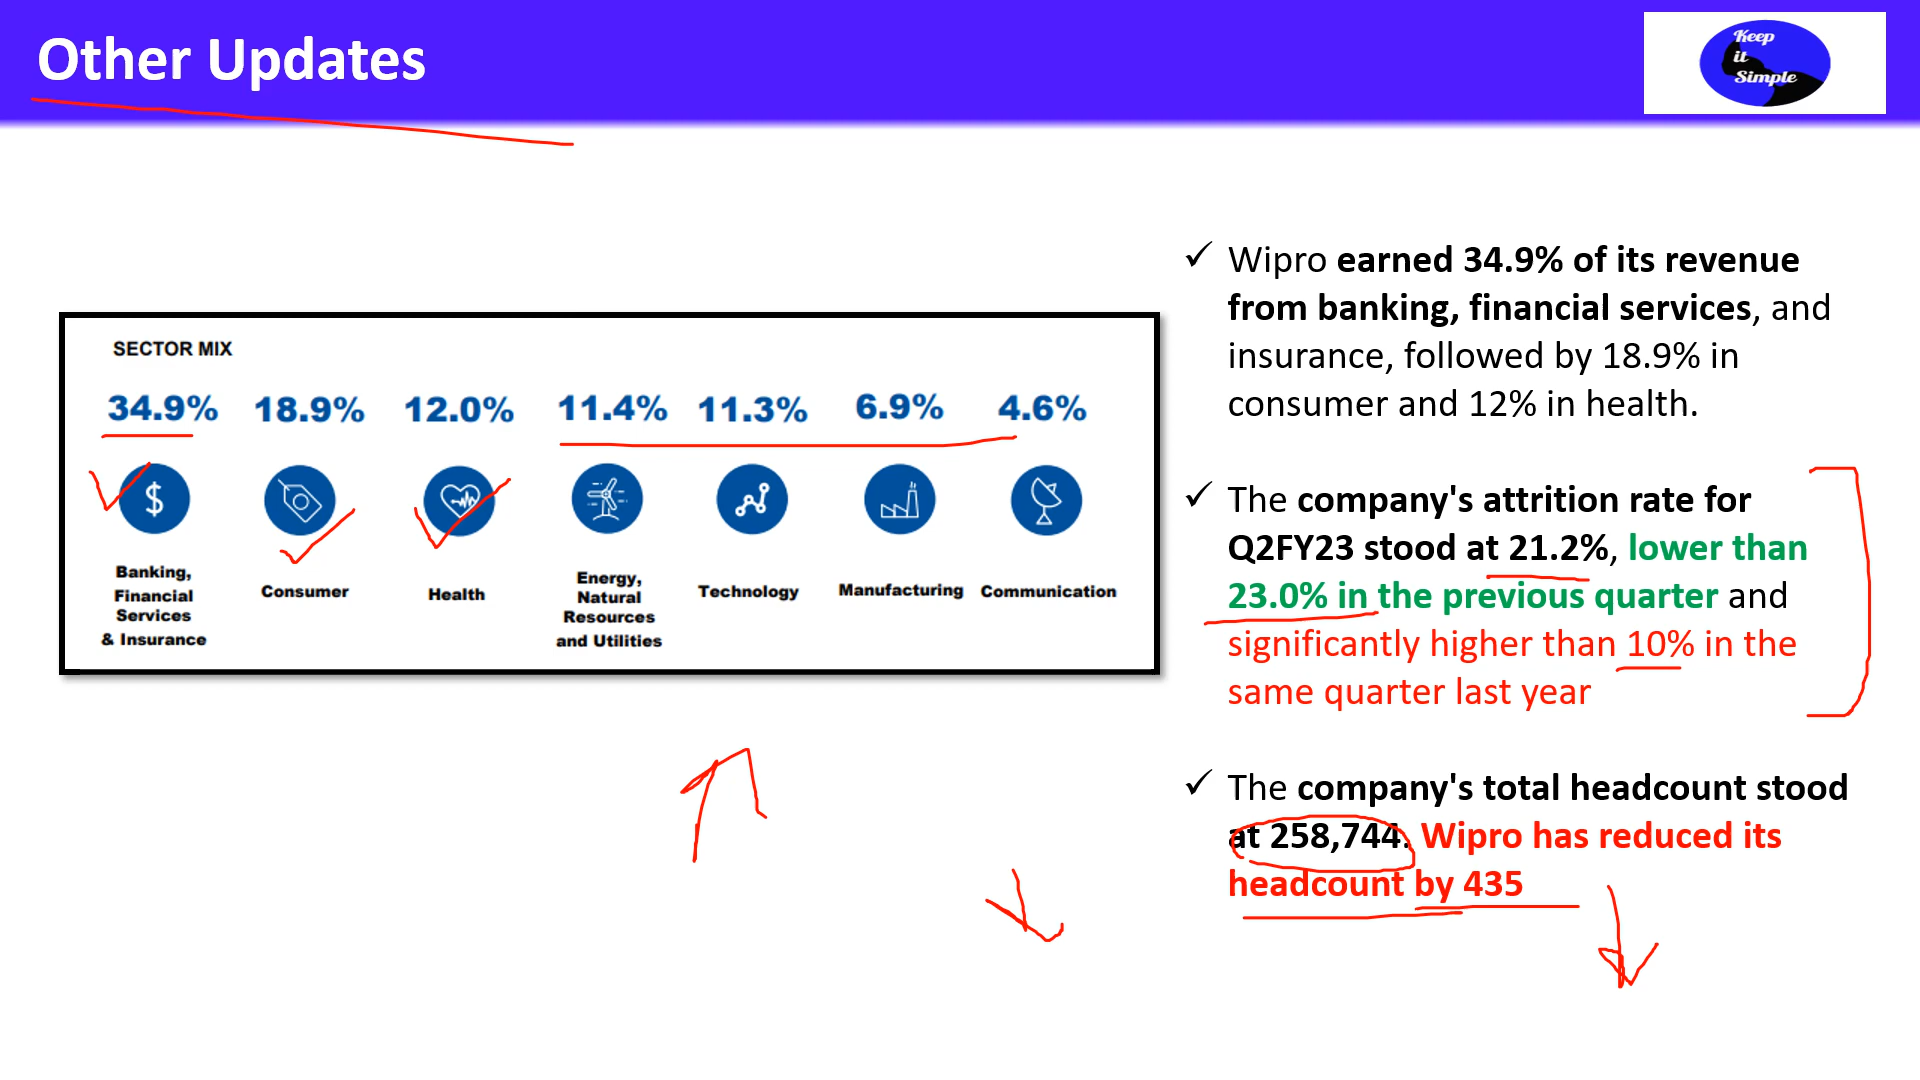 Other Updates
Keep
it
Simple
SECTOR MIX
34.9% 18.9% 12.0% 11.4% 11.3% 6.9% 4.6%
Banking,
Financial
Services
& Insurance
Consumer
Health
Energy,
Natural
Resources
and Utilities
Technology
Manufacturing
Communication
✓ Wipro earned 34.9% of its revenue
from banking, financial services, and
insurance, followed by 18.9% in
consumer and 12% in health.
✓ The company's attrition rate for
Q2FY23 stood at 21.2%, lower than
23.0% in the previous quarter and
significantly higher than 10% in the
same quarter last year
✓ The company's total headcount stood
at 258,744. Wipro has reduced its
headcount by 435